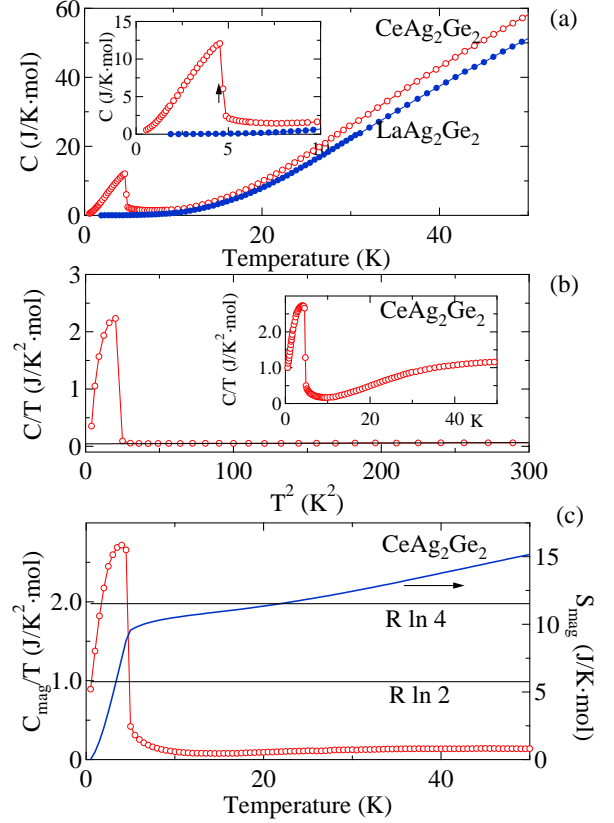 (a)
60
40
20
0
C (J/K·mol)
15
10
5
0
C (J/K·mol)
5
10
CeAg₂Ge₂
LaAg₂Ge₂
0
20
40
Temperature (K)
(b)
3
2
1
0
C/T (J/K²·mol)
CeAg₂Ge₂
2.0
1.0
0.0
C/T (J/K²·mol)
0
20
40
K
0
100
200
300
T² (K²)
(c)
CeAg₂Ge₂
2.0
1.0
0.0
C_mag/T (J/K²·mol)
R ln 4
R ln 2
15
10
5
0
S_mag (J/K·mol)
0
20
40
Temperature (K)